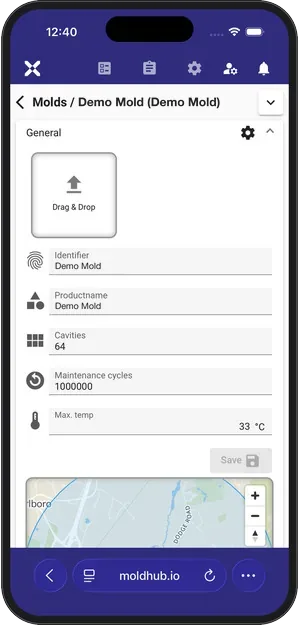 12:40
Molds / Demo Mold (Demo Mold)
General
Drag & Drop
Identifier
Demo Mold
Productname
Demo Mold
Cavities
64
Maintenance cycles
1000000
Max. temp
33 °C
Save
lboro
DODGE ROAD
+
−
moldhub.io